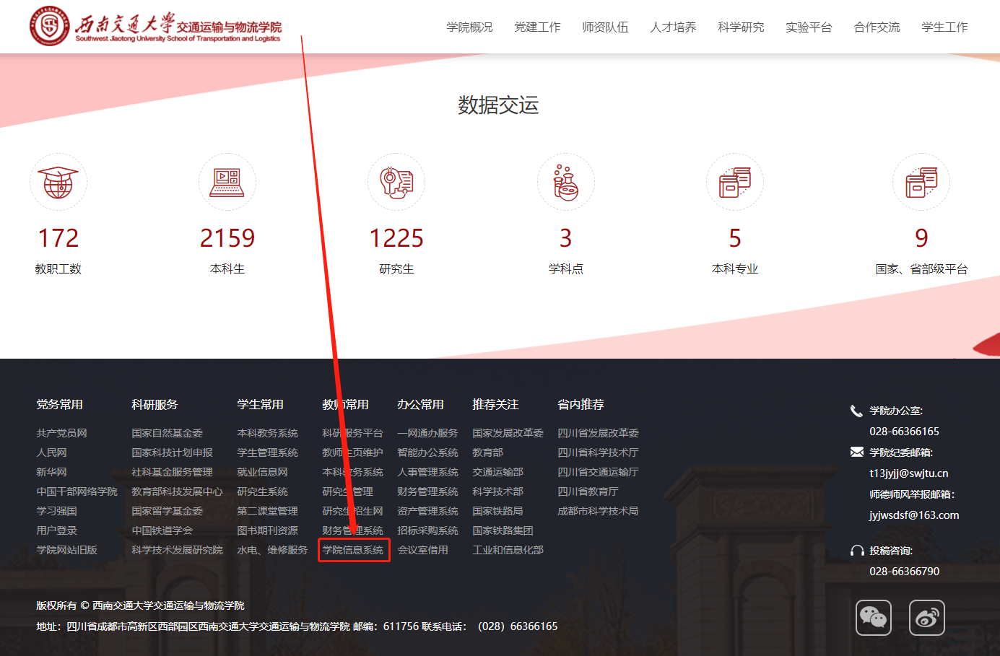 西南交通大学交通运输与物流学院
Southwest Jiaotong University School of Transportation and Logistics
学院概况 党建工作 师资队伍 人才培养 科学研究 实验平台 合作交流 学生工作
数据交运
172 2159 1225 3 5 9
教职工数 本科生 研究生 学科点 本科专业 国家、省部级平台
党务常用 科研服务 学生常用 教师常用 办公常用 推荐关注 省内推荐
共产党员网 国家自然基金委 本科教务系统 科研服务平台 一网通办服务 国家发展改革委 四川省发展改革委
人民网 国家科技计划申报 学生管理系统 教师主页维护 智能办公系统 教育部 四川省科学技术厅
新华网 社科基金服务管理 就业信息网 本科教务系统 人事管理系统 交通运输部 四川省交通运输厅
中国干部网络学院 教育部科技发展中心 研究生系统 研究生管理 财务管理系统 科学技术部 四川省教育厅
学习强国 国家留学基金委 第二课堂管理 研究生招生网 资产管理系统 国家铁路局 成都市科学技术局
用户登录 中国铁道学会 图书期刊资源 财务管理系统 招标采购系统 国家铁路集团
学院网站旧版 科学技术发展研究院 水电、维修服务 学院信息系统 会议室借用 工业和信息化部
学院办公室:
028-66366165
学院纪委邮箱:
t13jyjj@swjtu.cn
师德师风举报邮箱:
jyjwsdsf@163.com
投稿咨询:
028-66366790
版权所有 © 西南交通大学交通运输与物流学院
地址：四川省成都市高新区西部园区西南交通大学交通运输与物流学院 邮编：611756 联系电话：（028）66366165